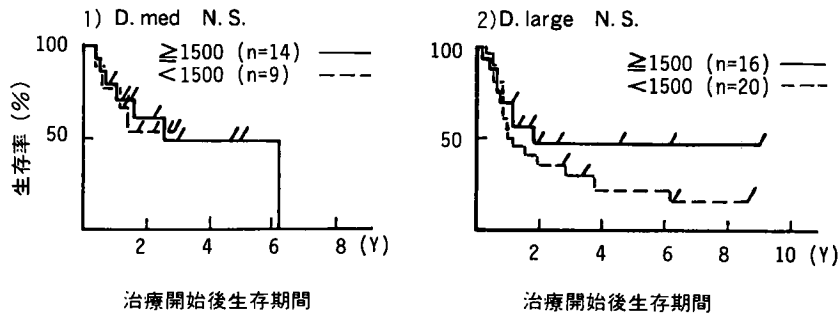 1) D. med N. S.
≧1500 (n=14)
<1500 (n=9)
100
50
生存率 (%)
2 4 6 8 (Y)
治療開始後生存期間
2) D. large N. S.
≧1500 (n=16)
<1500 (n=20)
100
50
2 4 6 8 10 (Y)
治療開始後生存期間